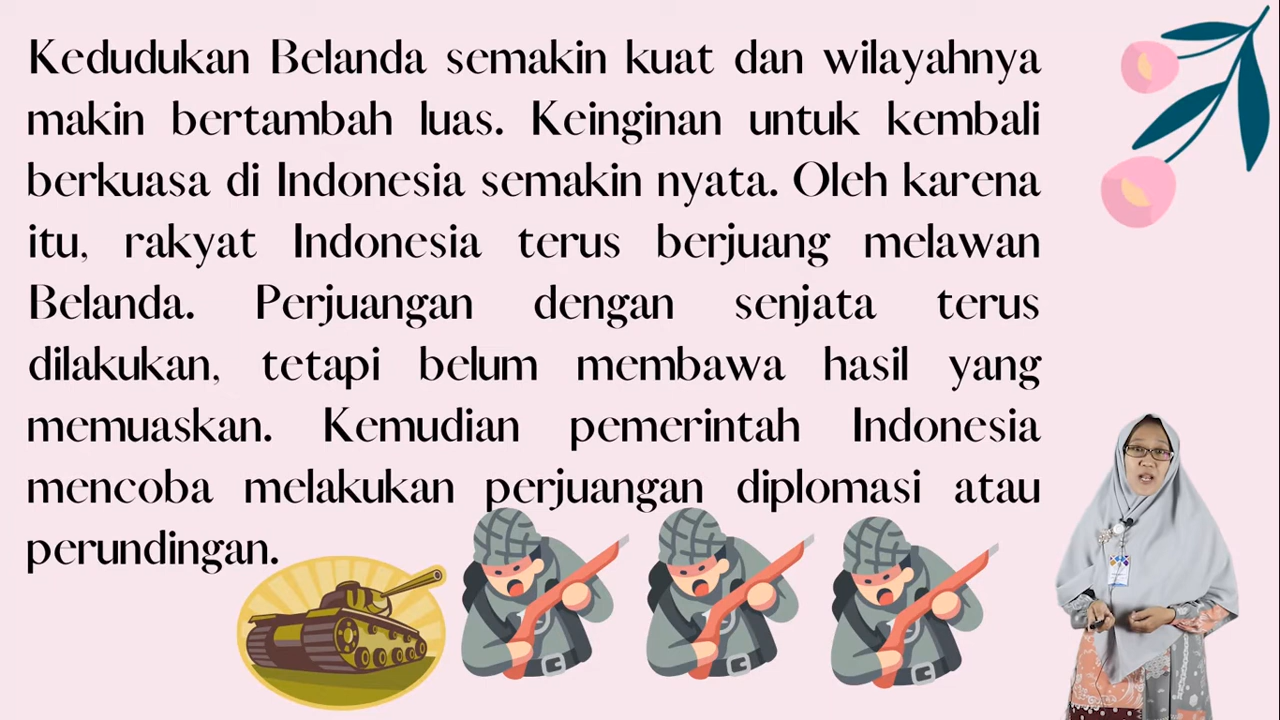 Kedudukan Belanda semakin kuat dan wilayahnya
makin bertambah luas. Keinginan untuk kembali
berkuasa di Indonesia semakin nyata. Oleh karena
itu, rakyat Indonesia terus berjuang melawan
Belanda. Perjuangan dengan senjata terus
dilakukan, tetapi belum membawa hasil yang
memuaskan. Kemudian pemerintah Indonesia
mencoba melakukan perjuangan diplomasi atau
perundingan.